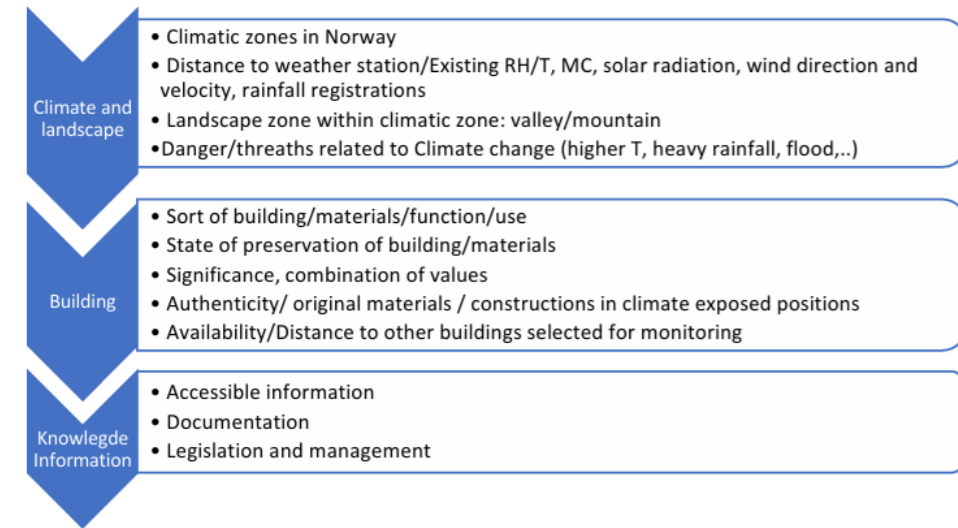 Climate and
landscape
• Climatic zones in Norway
• Distance to weather station/Existing RH/T, MC, solar radiation, wind direction and
velocity, rainfall registrations
• Landscape zone within climatic zone: valley/mountain
•Danger/threaths related to Climate change (higher T, heavy rainfall, flood,..)
Building
• Sort of building/materials/function/use
• State of preservation of building/materials
• Significance, combination of values
• Authenticity/ original materials / constructions in climate exposed positions
• Availability/Distance to other buildings selected for monitoring
Knowlegde
Information
• Accessible information
• Documentation
• Legislation and management